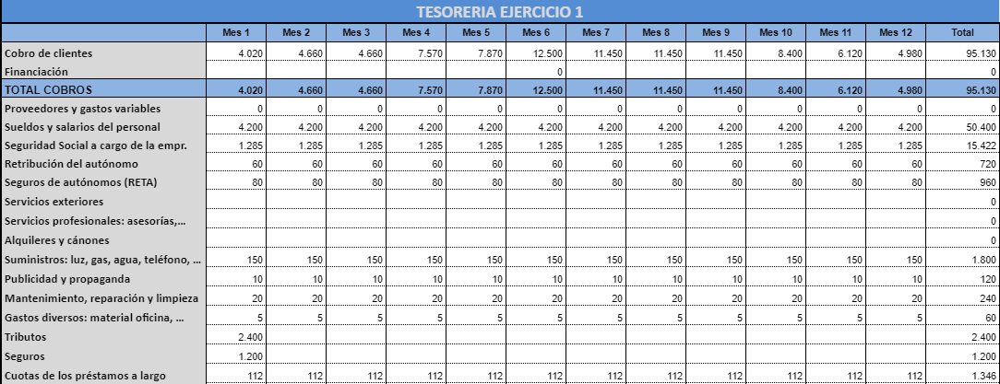 TESORERIA EJERCICIO 1
Mes 1 Mes 2 Mes 3 Mes 4 Mes 5 Mes 6 Mes 7 Mes 8 Mes 9 Mes 10 Mes 11 Mes 12 Total
Cobro de clientes 4.020 4.660 4.660 7.570 7.870 12.500 11.450 11.450 11.450 8.400 6.120 4.980 95.130
Financiación 0 0
TOTAL COBROS 4.020 4.660 4.660 7.570 7.870 12.500 11.450 11.450 11.450 8.400 6.120 4.980 95.130
Proveedores y gastos variables 0 0 0 0 0 0 0 0 0 0 0 0 0
Sueldos y salarios del personal 4.200 4.200 4.200 4.200 4.200 4.200 4.200 4.200 4.200 4.200 4.200 4.200 50.400
Seguridad Social a cargo de la empr. 1.285 1.285 1.285 1.285 1.285 1.285 1.285 1.285 1.285 1.285 1.285 1.285 15.422
Retribución del autónomo 60 60 60 60 60 60 60 60 60 60 60 60 720
Seguros de autónomos (RETA) 80 80 80 80 80 80 80 80 80 80 80 80 960
Servicios exteriores 0
Servicios profesionales: asesorías,... 0
Alquileres y cánones 0
Suministros: luz, gas, agua, teléfono, ... 150 150 150 150 150 150 150 150 150 150 150 150 1.800
Publicidad y propaganda 10 10 10 10 10 10 10 10 10 10 10 10 120
Mantenimiento, reparación y limpieza 20 20 20 20 20 20 20 20 20 20 20 20 240
Gastos diversos: material oficina, ... 5 5 5 5 5 5 5 5 5 5 5 5 60
Tributos 2.400 2.400
Seguros 1.200 1.200
Cuotas de los préstamos a largo 112 112 112 112 112 112 112 112 112 112 112 112 1.346